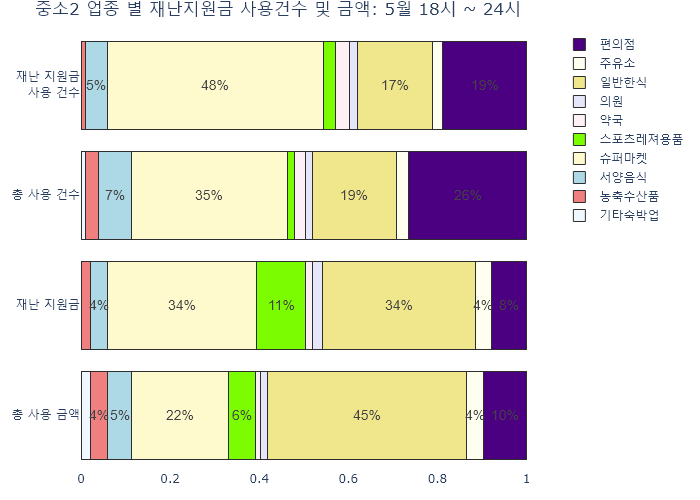 중소2 업종 별 재난지원금 사용건수 및 금액: 5월 18시 ~ 24시
재난 지원금
사용 건수
5%
48%
17%
19%
총 사용 건수
7%
35%
19%
26%
재난 지원금
4%
34%
11%
34%
4%
8%
총 사용 금액
4%
5%
22%
6%
45%
4%
10%
0
0.2
0.4
0.6
0.8
1
편의점
주유소
일반한식
의원
약국
스포츠레져용품
슈퍼마켓
서양음식
농축수산품
기타숙박업